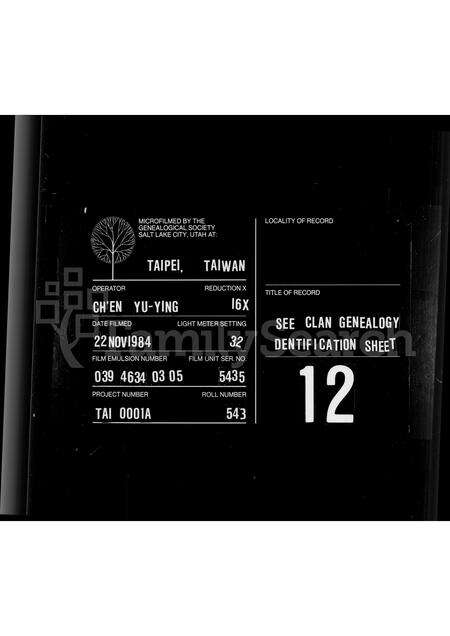 MICROFILMED BY THE
GENEALOGICAL SOCIETY
SALT LAKE CITY, UTAH AT:
TAIPEI, TAIWAN
OPERATOR REDUCTION X
CH'EN YU-YING 16X
DATE FILMED LIGHT METER SETTING
22NOV1984 32
FILM EMULSION NUMBER FILM UNIT SER. NO.
039 4634 03 05 5435
PROJECT NUMBER ROLL NUMBER
TAI 0001A 543
LOCALITY OF RECORD
TITLE OF RECORD
SEE CLAN GENEALOGY
DENTIFICATION SHEET
12
FamilySearch